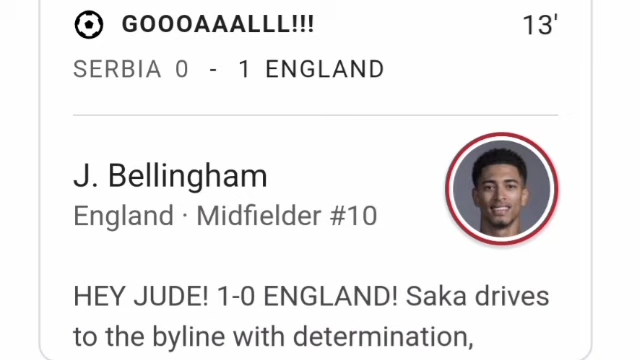 GOOOAAALLL!!! 13'
SERBIA 0 - 1 ENGLAND
J. Bellingham
England · Midfielder #10
HEY JUDE! 1-0 ENGLAND! Saka drives
to the byline with determination,